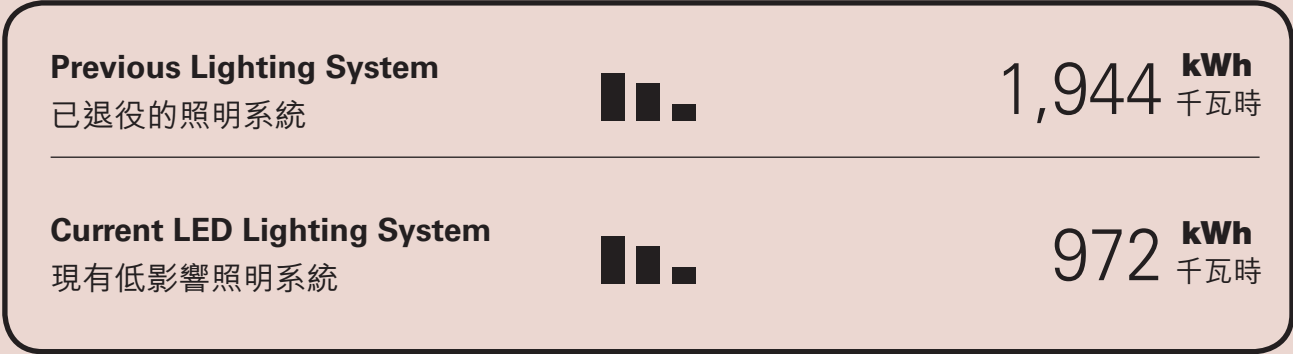 Previous Lighting System
已退役的照明系統
1,944 kWh
千瓦時
Current LED Lighting System
現有低影響照明系統
972 kWh
千瓦時